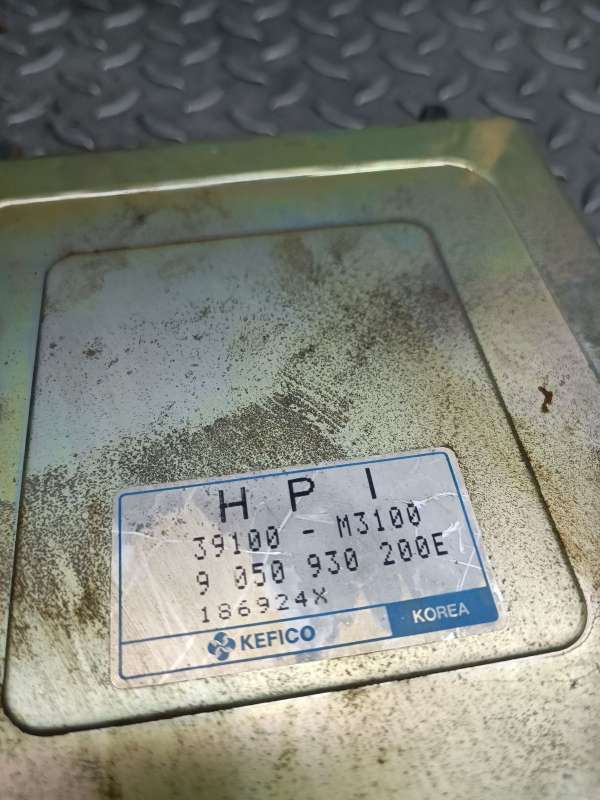 H P I
39100 - M3100
9 050 930 200E
186924X
KEFICO KOREA